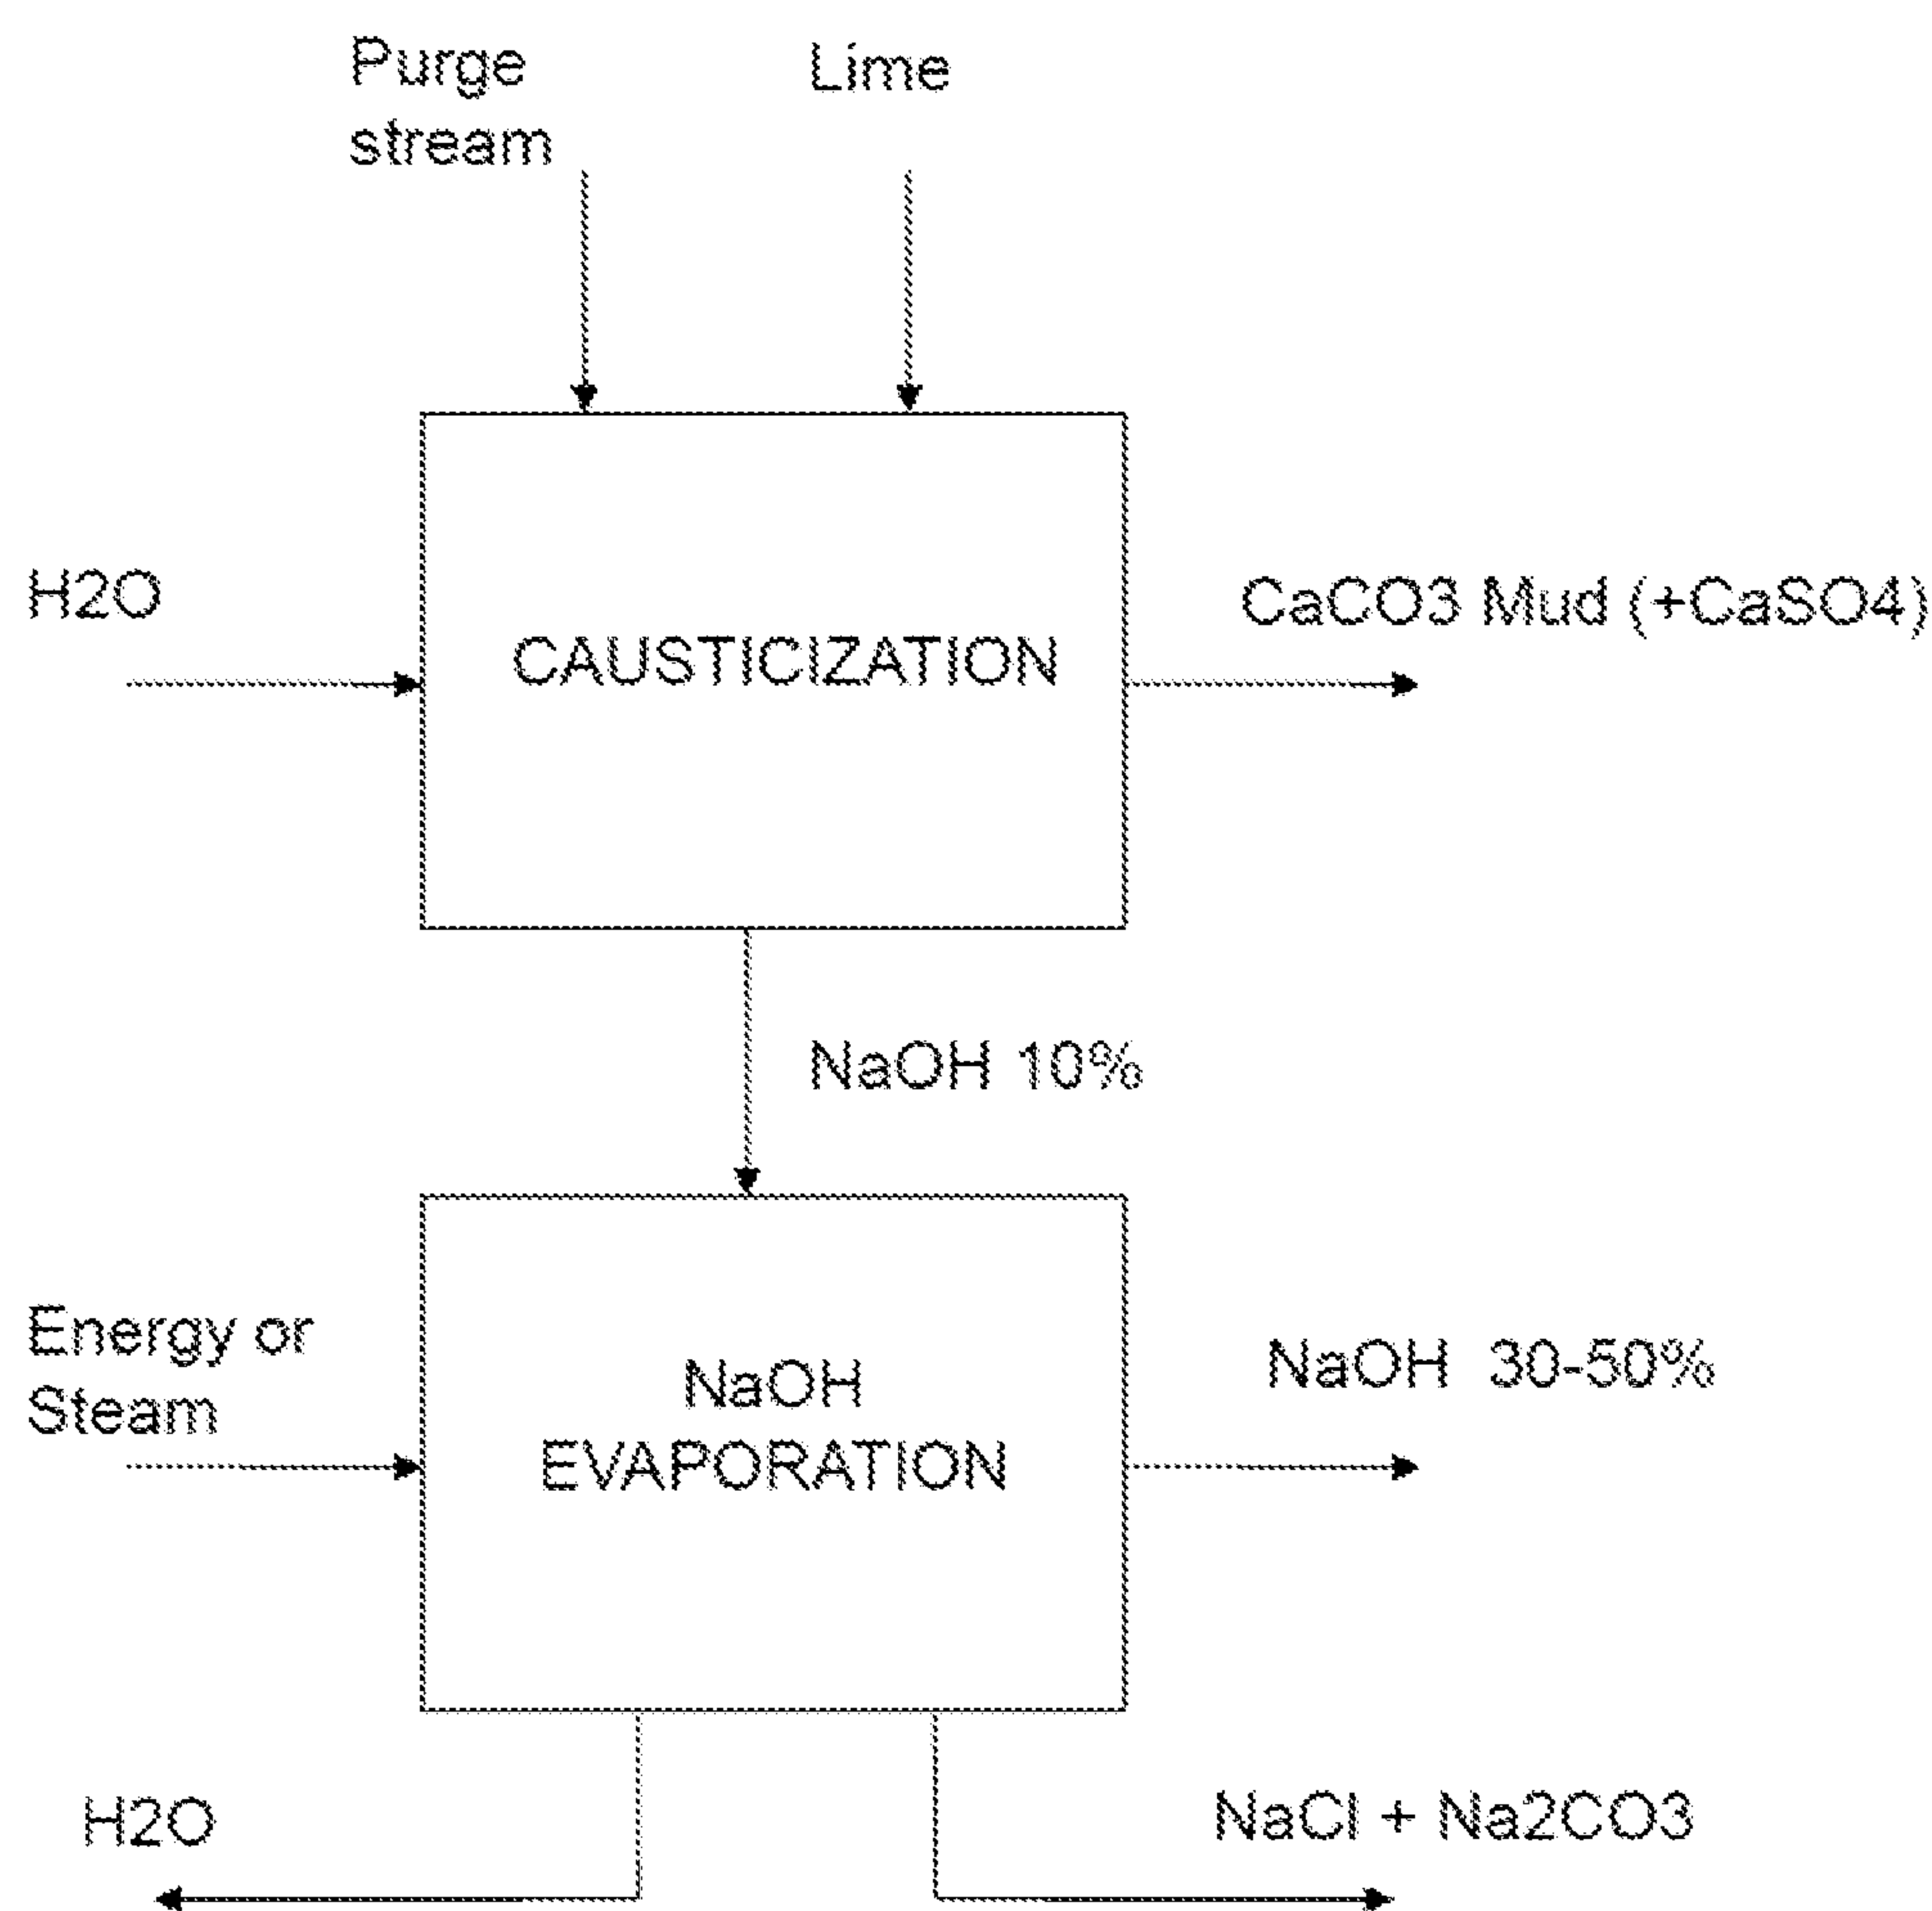 Purge
stream
Lime
H2O
CAUSTICIZATION
CaCO3 Mud (+CaSO4)
NaOH 10%
Energy or
Steam
NaOH
EVAPORATION
NaOH 30-50%
H2O
NaCl + Na2CO3